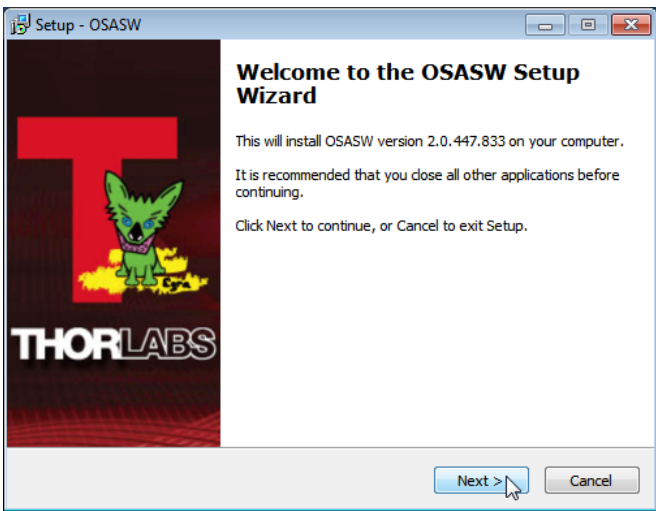 Setup - OSASW
Welcome to the OSASW Setup
Wizard
This will install OSASW version 2.0.447.833 on your computer.
It is recommended that you close all other applications before
continuing.
Click Next to continue, or Cancel to exit Setup.
T
Kyra
THORLABS
Next >
Cancel